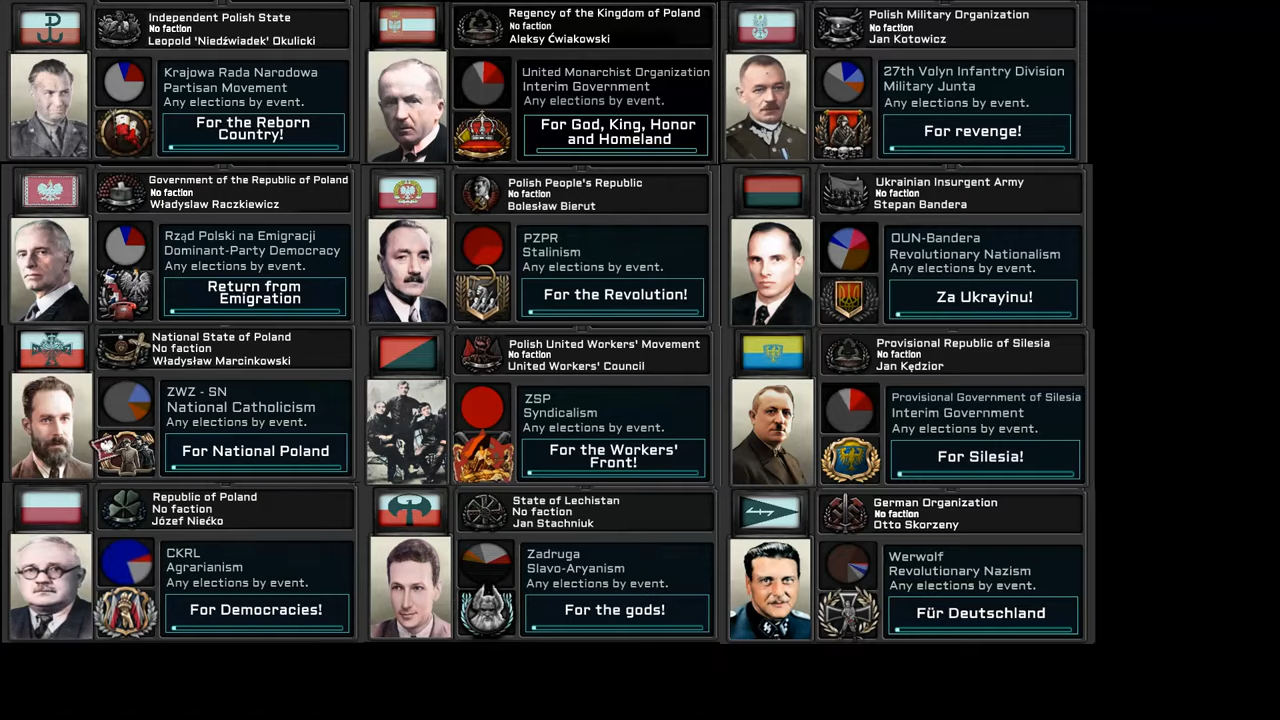 Independent Polish State
No faction
Leopold 'Niedźwiadek' Okulicki
Krajowa Rada Narodowa
Partisan Movement
Any elections by event.
For the Reborn
Country!
Regency of the Kingdom of Poland
No faction
Aleksy Ćwiakowski
United Monarchist Organization
Interim Government
Any elections by event.
For God, King, Honor
and Homeland
Polish Military Organization
No faction
Jan Kotowicz
27th Volyn Infantry Division
Military Junta
Any elections by event.
For revenge!
Government of the Republic of Poland
No faction
Władysław Raczkiewicz
Rząd Polski na Emigracji
Dominant-Party Democracy
Any elections by event.
Return from
Emigration
Polish People's Republic
No faction
Bolesław Bierut
PZPR
Stalinism
Any elections by event.
For the Revolution!
Ukrainian Insurgent Army
No faction
Stepan Bandera
OUN-Bandera
Revolutionary Nationalism
Any elections by event.
Za Ukrayinu!
National State of Poland
No faction
Władysław Marcinkowski
ZWZ - SN
National Catholicism
Any elections by event.
For National Poland
Polish United Workers' Movement
No faction
United Workers' Council
ZSP
Syndicalism
Any elections by event.
For the Workers'
Front!
Provisional Republic of Silesia
No faction
Jan Kędzior
Provisional Government of Silesia
Interim Government
Any elections by event.
For Silesia!
Republic of Poland
No faction
Józef Niećko
CKRL
Agrarianism
Any elections by event.
For Democracies!
State of Lechistan
No faction
Jan Stachniuk
Zadruga
Slavo-Aryanism
Any elections by event.
For the gods!
German Organization
No faction
Otto Skorzeny
Werwolf
Revolutionary Nazism
Any elections by event.
Für Deutschland